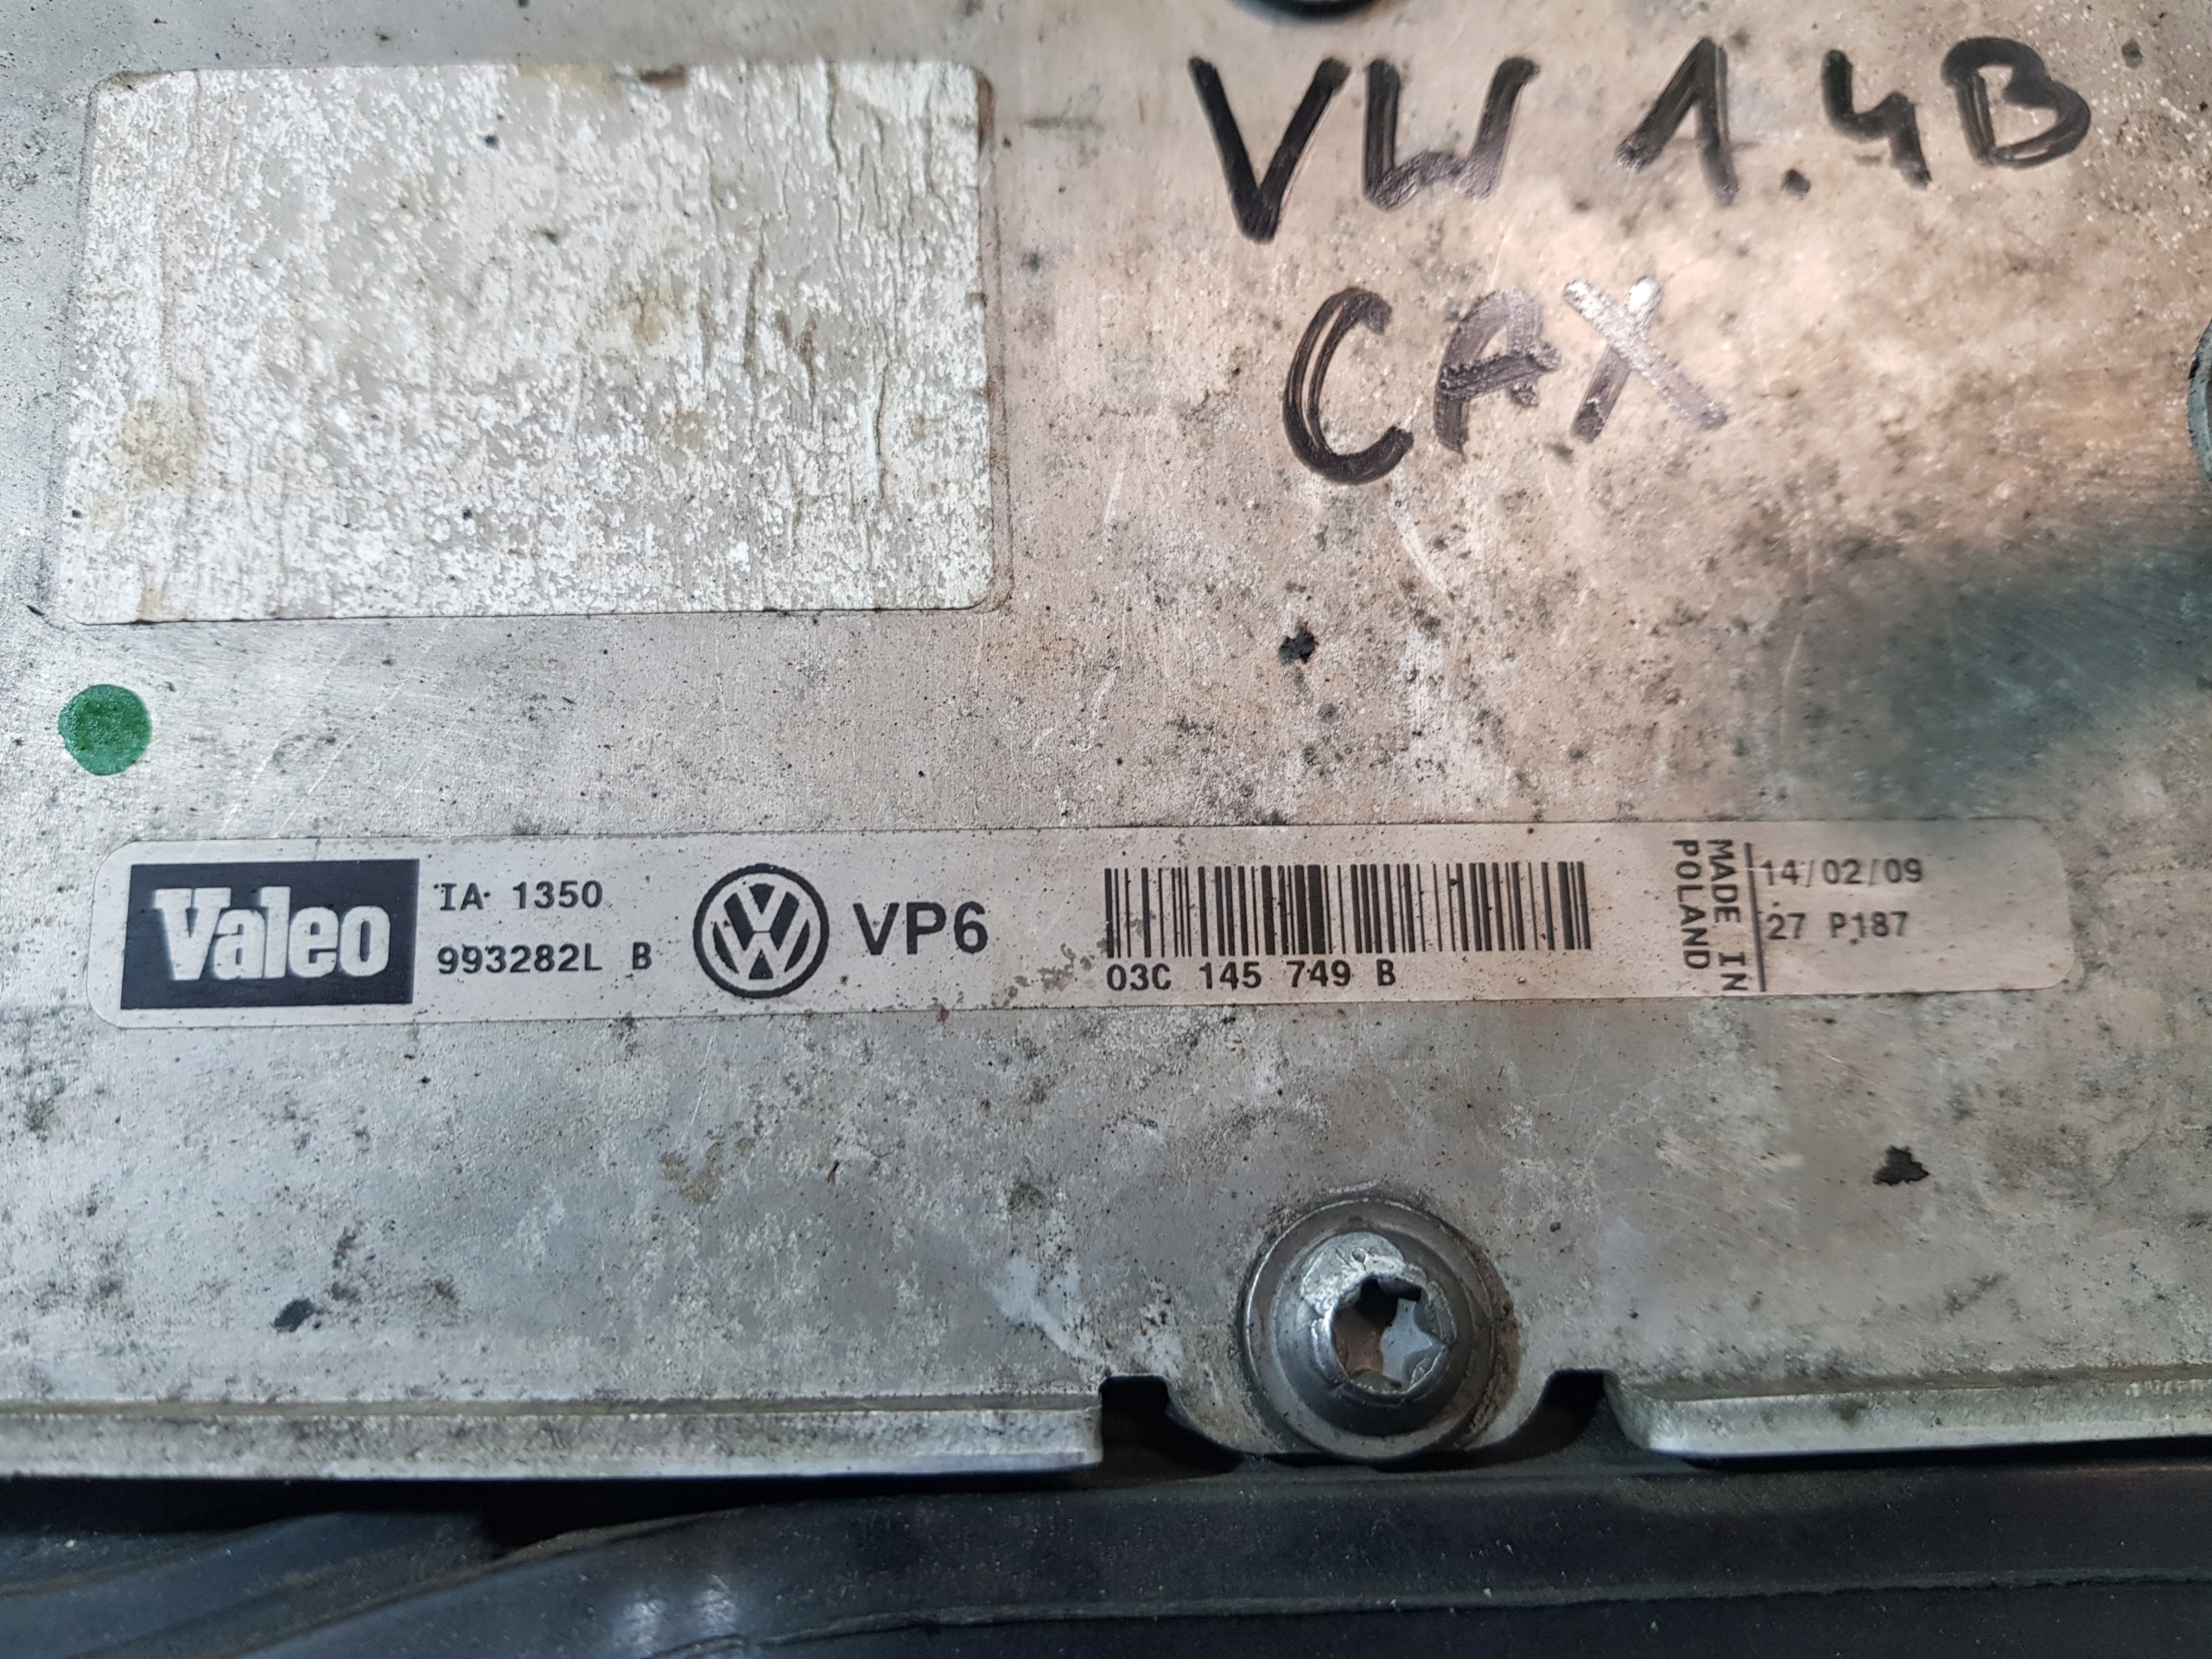 VW 1.4B
CAX
Valeo
IA 1350
993282L B
VP6
03C 145 749 B
MADE IN
POLAND
14/02/09
27 P187